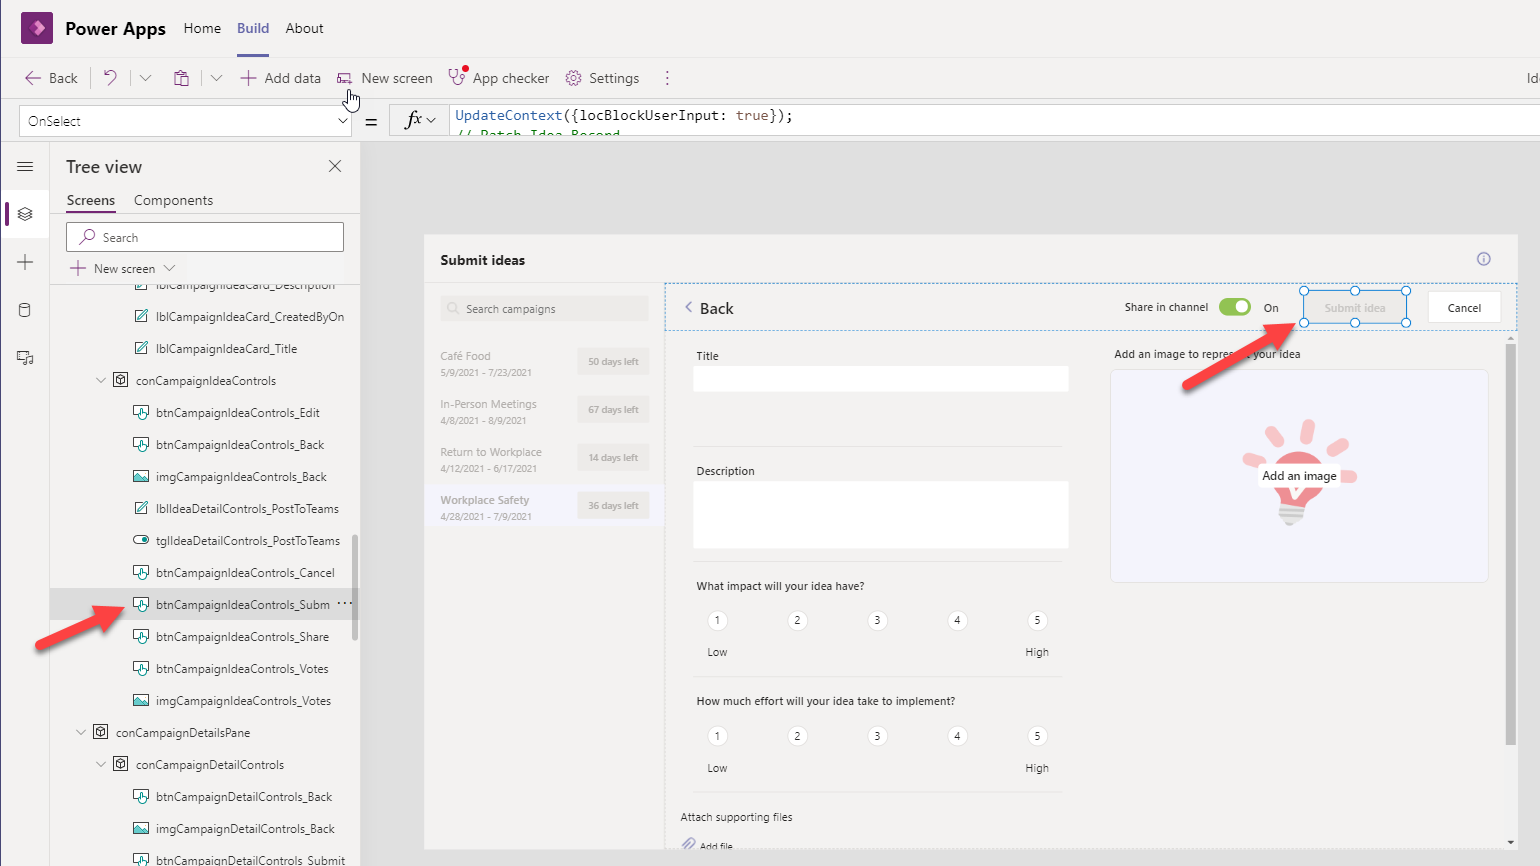 Power Apps Home Build About
Back Add data New screen App checker Settings
OnSelect = fx UpdateContext({locBlockUserInput: true});
// Patch Idea Record
Tree view
Screens Components
Search
New screen
lblCampaignIdeaCard_Description
lblCampaignIdeaCard_CreatedByOn
lblCampaignIdeaCard_Title
conCampaignIdeaControls
btnCampaignIdeaControls_Edit
btnCampaignIdeaControls_Back
imgCampaignIdeaControls_Back
lblIdeaDetailControls_PostToTeams
tglIdeaDetailControls_PostToTeams
btnCampaignIdeaControls_Cancel
btnCampaignIdeaControls_Subm ...
btnCampaignIdeaControls_Share
btnCampaignIdeaControls_Votes
imgCampaignIdeaControls_Votes
conCampaignDetailsPane
conCampaignDetailControls
btnCampaignDetailControls_Back
imgCampaignDetailControls_Back
btnCampaignDetailControls_Submit
Submit ideas
Search campaigns
Café Food
5/9/2021 - 7/23/2021
50 days left
In-Person Meetings
4/8/2021 - 8/9/2021
67 days left
Return to Workplace
4/12/2021 - 6/17/2021
14 days left
Workplace Safety
4/28/2021 - 7/9/2021
36 days left
Back
Share in channel On Submit idea Cancel
Title
Description
What impact will your idea have?
1 2 3 4 5
Low High
How much effort will your idea take to implement?
1 2 3 4 5
Low High
Attach supporting files
Add file
Add an image to represent your idea
Add an image